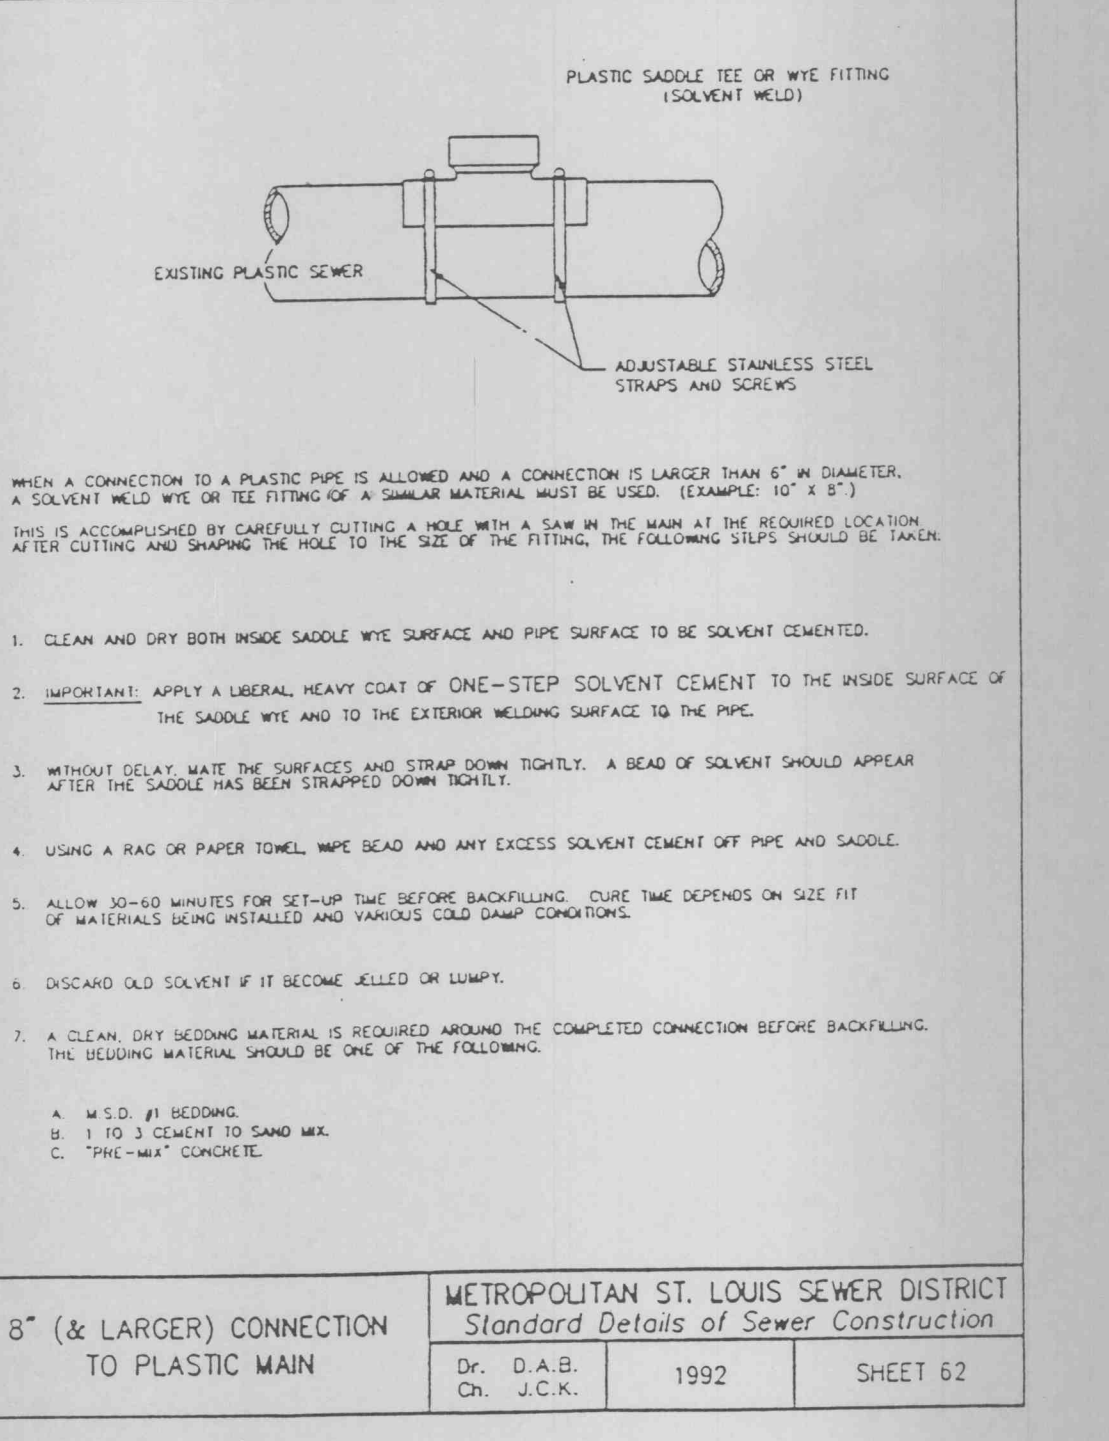 PLASTIC SADDLE TEE OR WYE FITTING
(SOLVENT WELD)
EXISTING PLASTIC SEWER
ADJUSTABLE STAINLESS STEEL
STRAPS AND SCREWS
WHEN A CONNECTION TO A PLASTIC PIPE IS ALLOWED AND A CONNECTION IS LARGER THAN 6" IN DIAMETER,
A SOLVENT WELD WYE OR TEE FITTING (OF A SIMILAR MATERIAL MUST BE USED. (EXAMPLE: 10" X 8".)
THIS IS ACCOMPLISHED BY CAREFULLY CUTTING A HOLE WITH A SAW IN THE MAIN AT THE REQUIRED LOCATION
AFTER CUTTING AND SHAPING THE HOLE TO THE SIZE OF THE FITTING, THE FOLLOWING STEPS SHOULD BE TAKEN:
1. CLEAN AND DRY BOTH INSIDE SADDLE WYE SURFACE AND PIPE SURFACE TO BE SOLVENT CEMENTED.
2. IMPORTANT: APPLY A LIBERAL, HEAVY COAT OF ONE-STEP SOLVENT CEMENT TO THE INSIDE SURFACE OF
THE SADDLE WYE AND TO THE EXTERIOR WELDING SURFACE TO THE PIPE.
3. WITHOUT DELAY, MATE THE SURFACES AND STRAP DOWN TIGHTLY. A BEAD OF SOLVENT SHOULD APPEAR
AFTER THE SADDLE HAS BEEN STRAPPED DOWN TIGHTLY.
4. USING A RAG OR PAPER TOWEL, WIPE BEAD AND ANY EXCESS SOLVENT CEMENT OFF PIPE AND SADDLE.
5. ALLOW 30-60 MINUTES FOR SET-UP TIME BEFORE BACKFILLING. CURE TIME DEPENDS ON SIZE FIT
OF MATERIALS BEING INSTALLED AND VARIOUS COLD DAMP CONDITIONS.
6. DISCARD OLD SOLVENT IF IT BECOME JELLED OR LUMPY.
7. A CLEAN, DRY BEDDING MATERIAL IS REQUIRED AROUND THE COMPLETED CONNECTION BEFORE BACKFILLING.
THE BEDDING MATERIAL SHOULD BE ONE OF THE FOLLOWING.
A. M.S.D. #1 BEDDING.
B. 1 TO 3 CEMENT TO SAND MIX.
C. "PRE-MIX" CONCRETE.
8" (& LARGER) CONNECTION
TO PLASTIC MAIN
METROPOLITAN ST. LOUIS SEWER DISTRICT
Standard Details of Sewer Construction
Dr. D.A.B.
Ch. J.C.K.
1992
SHEET 62